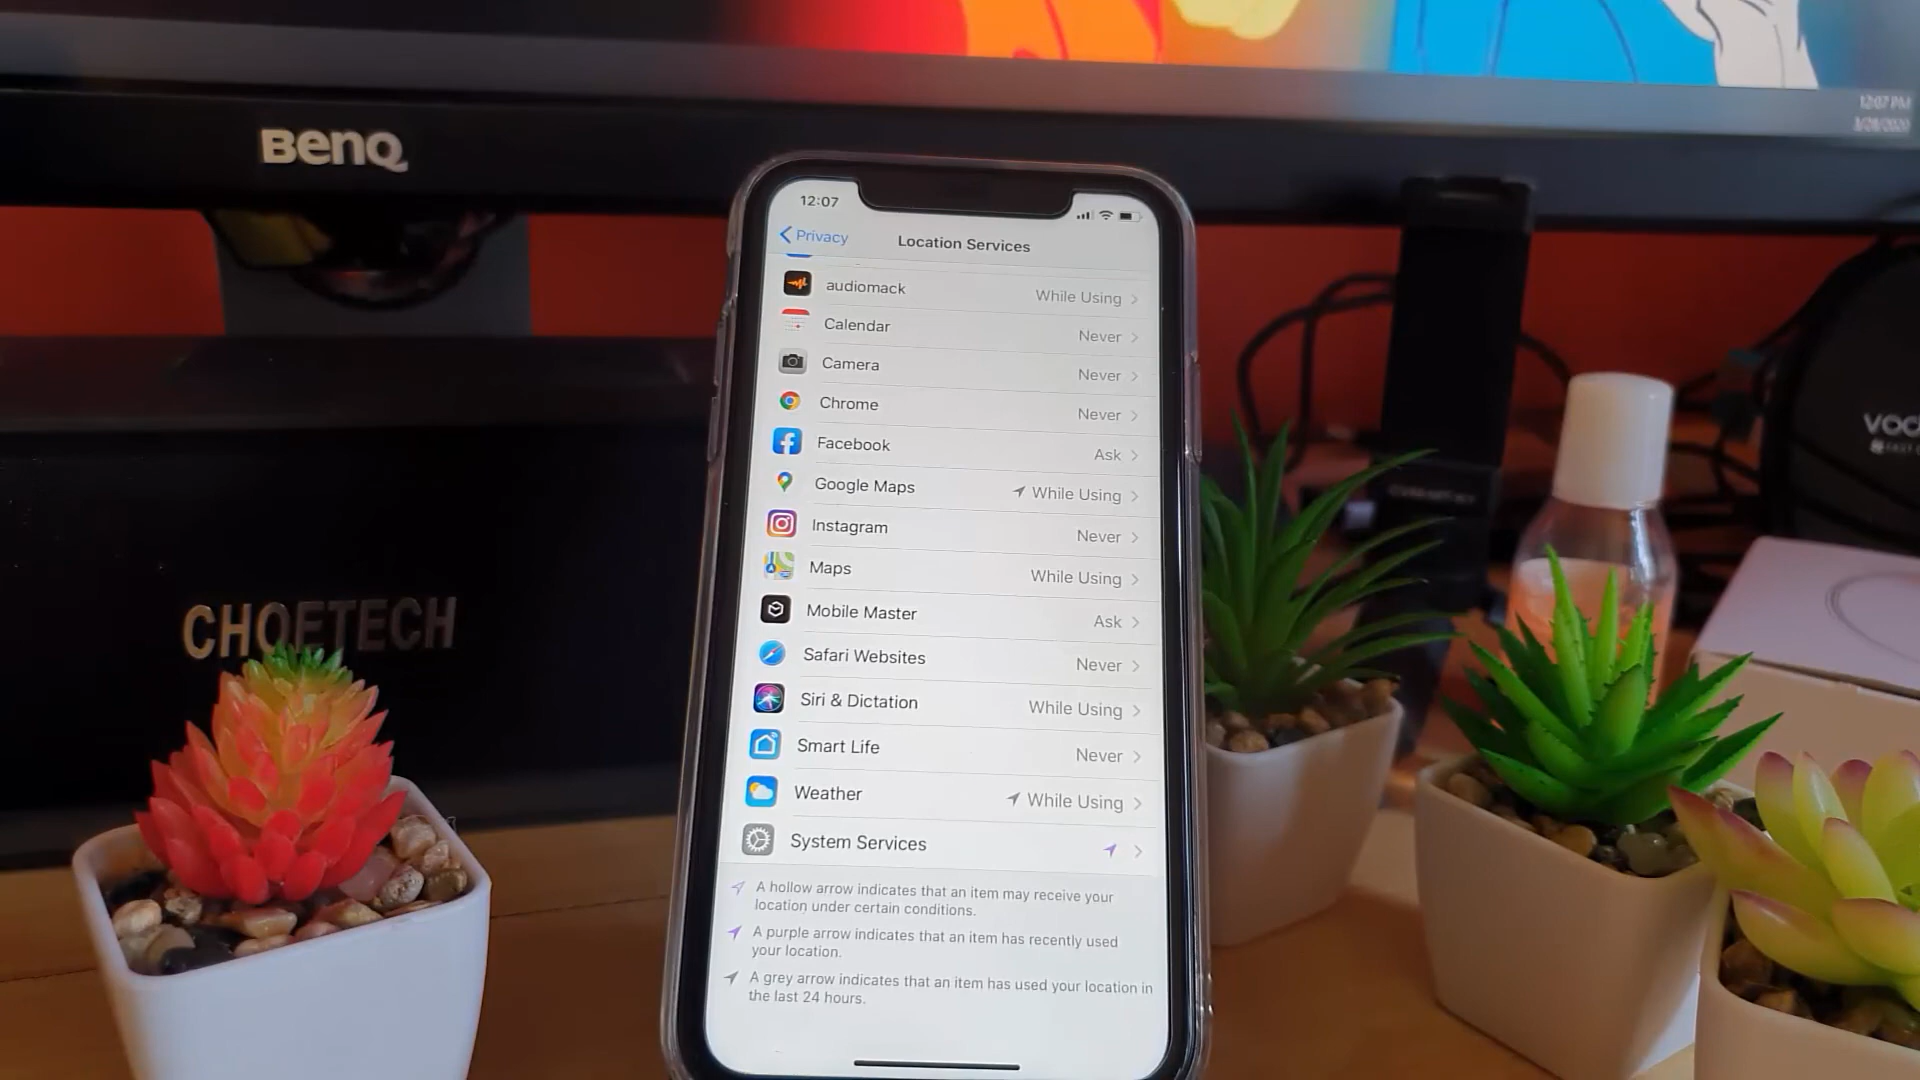 12:07 PM
BenQ
12:07
Privacy
Location Services
audiomack While Using
Calendar Never
Camera Never
Chrome Never
Facebook Ask
Google Maps While Using
Instagram Never
Maps While Using
Mobile Master Ask
Safari Websites Never
Siri & Dictation While Using
Smart Life Never
Weather While Using
System Services
A hollow arrow indicates that an item may receive your
location under certain conditions.
A purple arrow indicates that an item has recently used
your location.
A grey arrow indicates that an item has used your location in
the last 24 hours.
CHOETECH